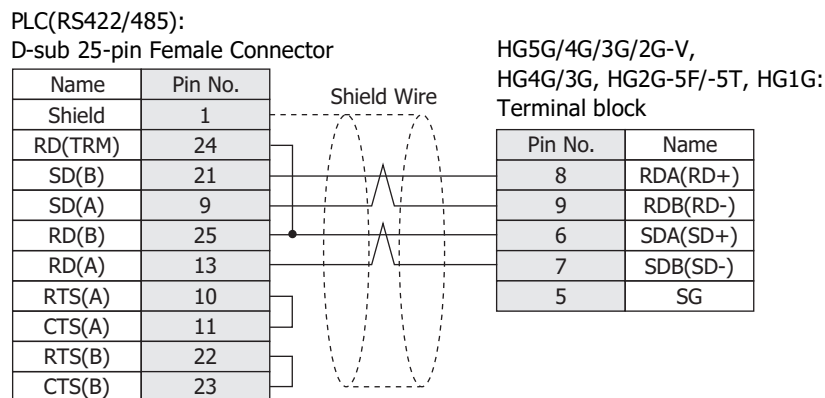 PLC(RS422/485):
D-sub 25-pin Female Connector
HG5G/4G/3G/2G-V,
HG4G/3G, HG2G-5F/-5T, HG1G:
Terminal block
Shield Wire
Name Pin No.
Shield 1
RD(TRM) 24
SD(B) 21
SD(A) 9
RD(B) 25
RD(A) 13
RTS(A) 10
CTS(A) 11
RTS(B) 22
CTS(B) 23
Pin No. Name
8 RDA(RD+)
9 RDB(RD-)
6 SDA(SD+)
7 SDB(SD-)
5 SG